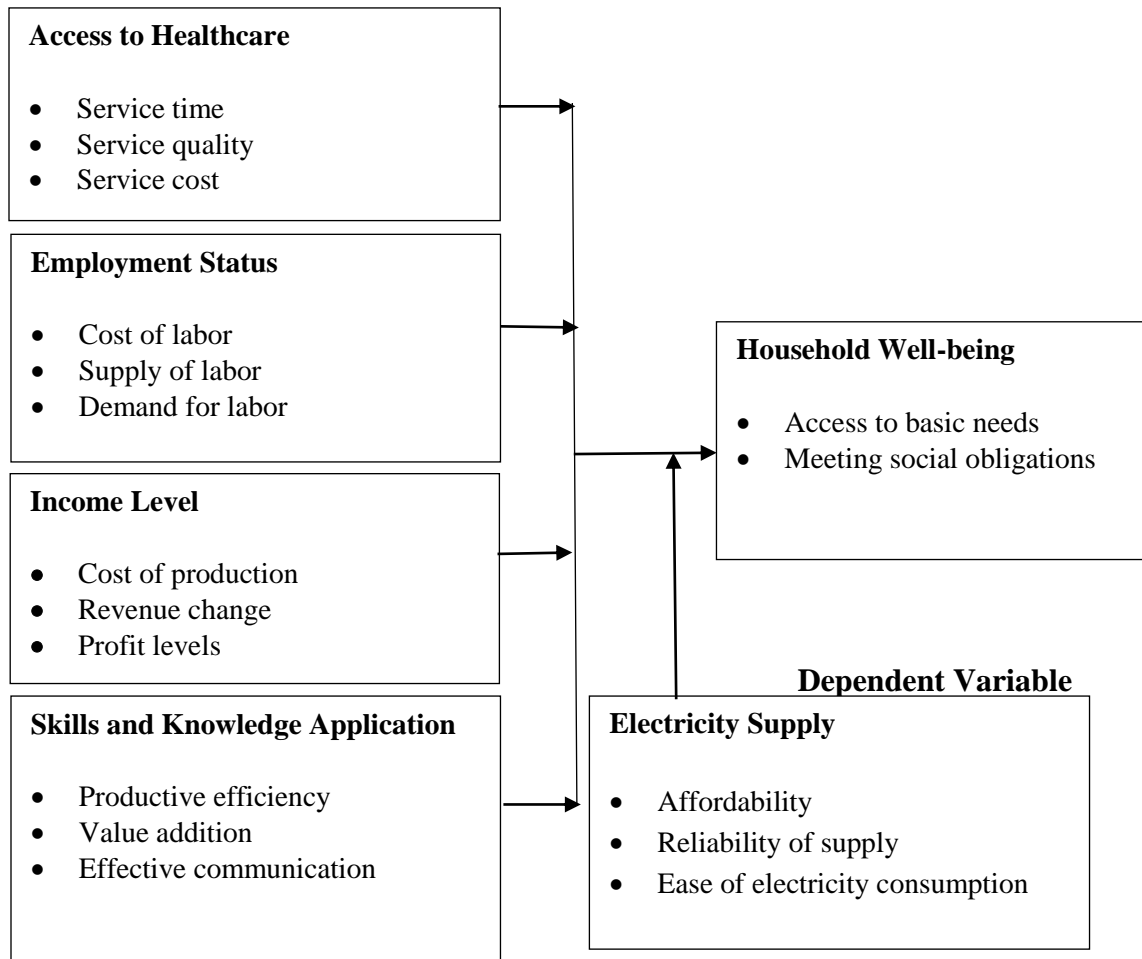 Access to Healthcare
• Service time
• Service quality
• Service cost
Employment Status
• Cost of labor
• Supply of labor
• Demand for labor
Income Level
• Cost of production
• Revenue change
• Profit levels
Skills and Knowledge Application
• Productive efficiency
• Value addition
• Effective communication
Household Well-being
• Access to basic needs
• Meeting social obligations
Dependent Variable
Electricity Supply
• Affordability
• Reliability of supply
• Ease of electricity consumption